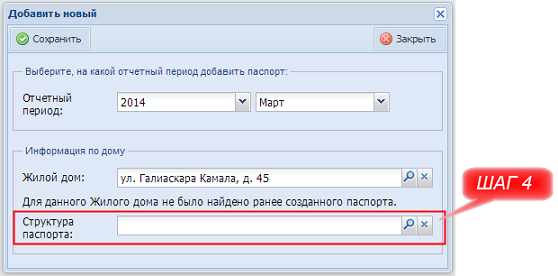 Добавить новый
Сохранить
Закрыть
Выберите, на какой отчетный период добавить паспорт:
Отчетный период:
2014
Март
Информация по дому
Жилой дом:
ул. Галиаскара Камала, д. 45
Для данного Жилого дома не было найдено ранее созданного паспорта.
Структура паспорта:
ШАГ 4